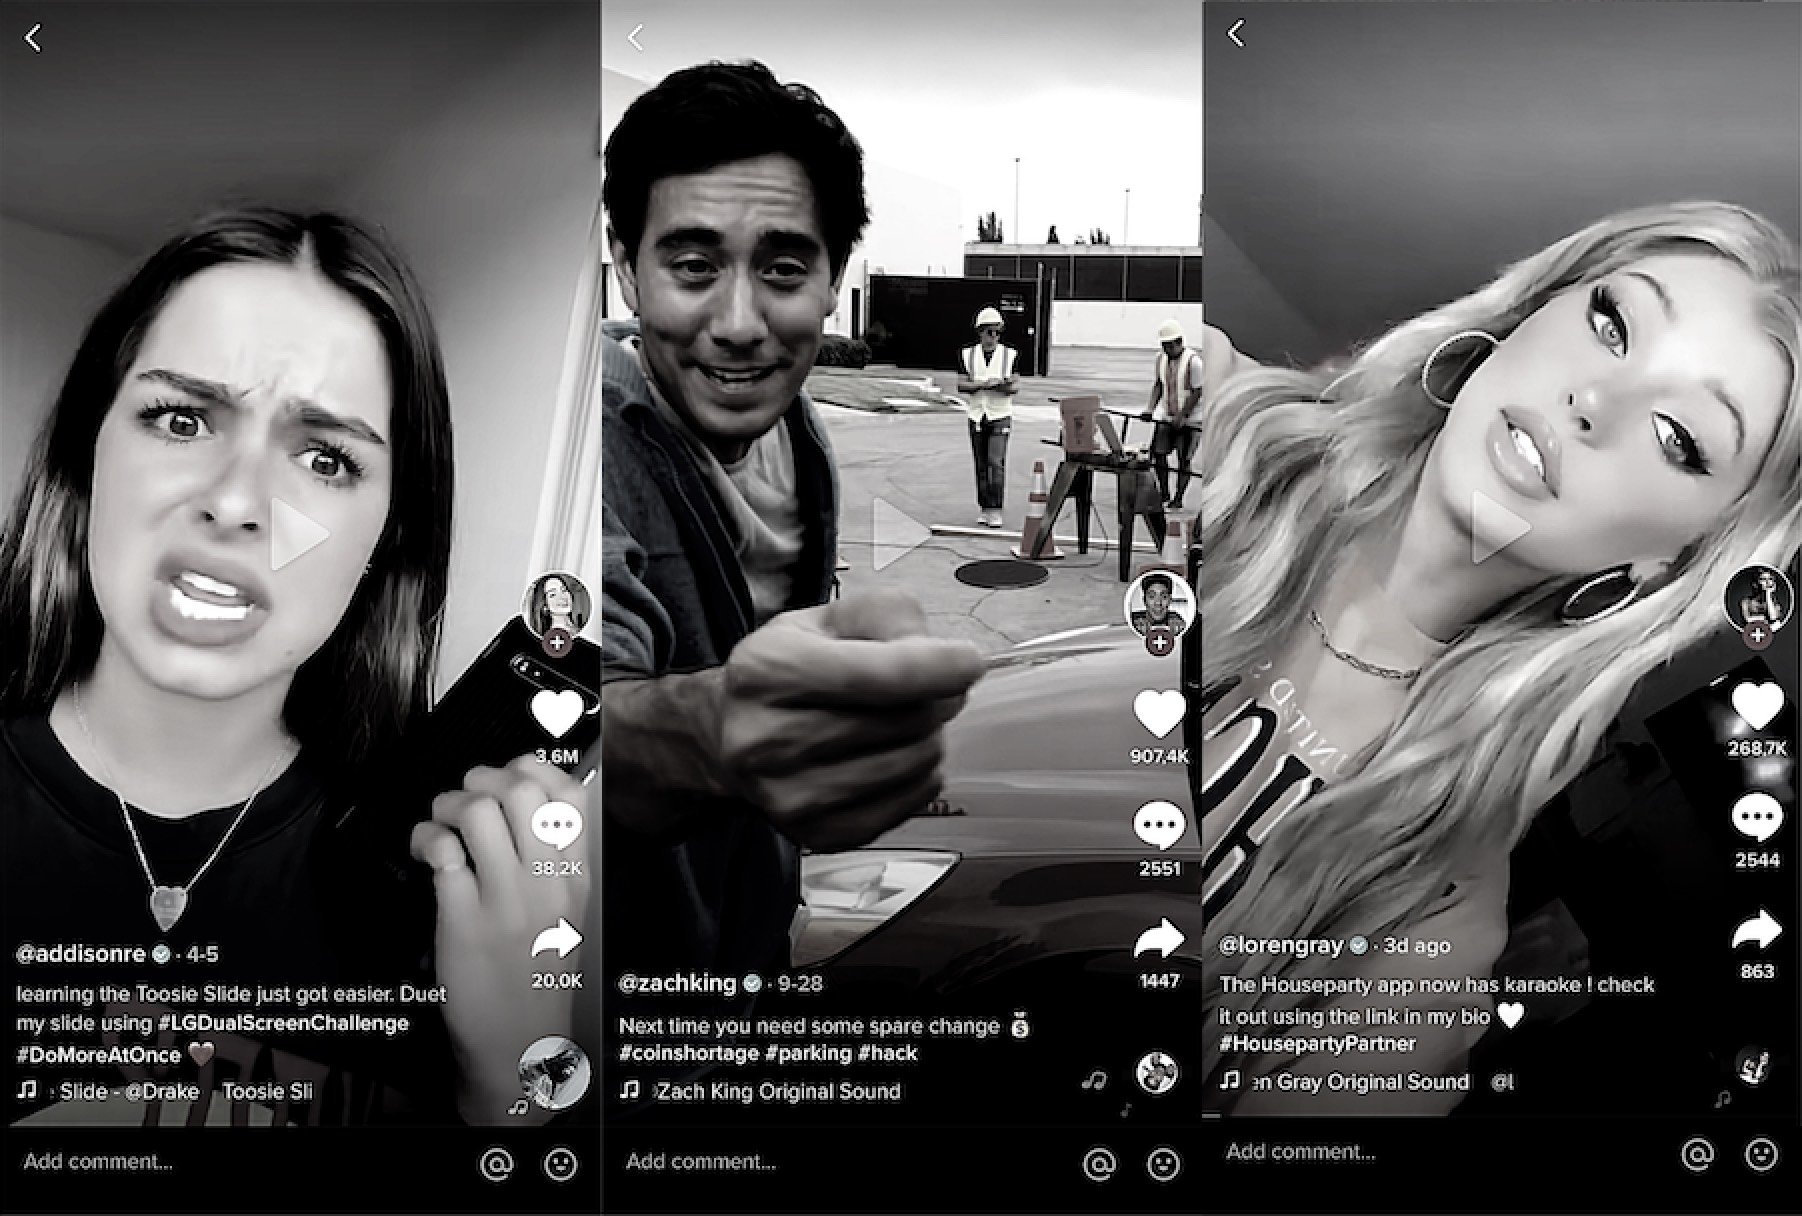 3,6M
38,2K
20,0K
@addisonre · 4-5
learning the Toosie Slide just got easier. Duet
my slide using #LGDualScreenChallenge
#DoMoreAtOnce
Slide - @Drake Toosie Sli
Add comment...
907,4K
2551
1447
@zachking · 9-28
Next time you need some spare change
#coinshortage #parking #hack
Zach King Original Sound
Add comment...
268,7K
2544
863
@lorengray · 3d ago
The Houseparty app now has karaoke ! check
it out using the link in my bio
#HousepartyPartner
en Gray Original Sound @l
Add comment...